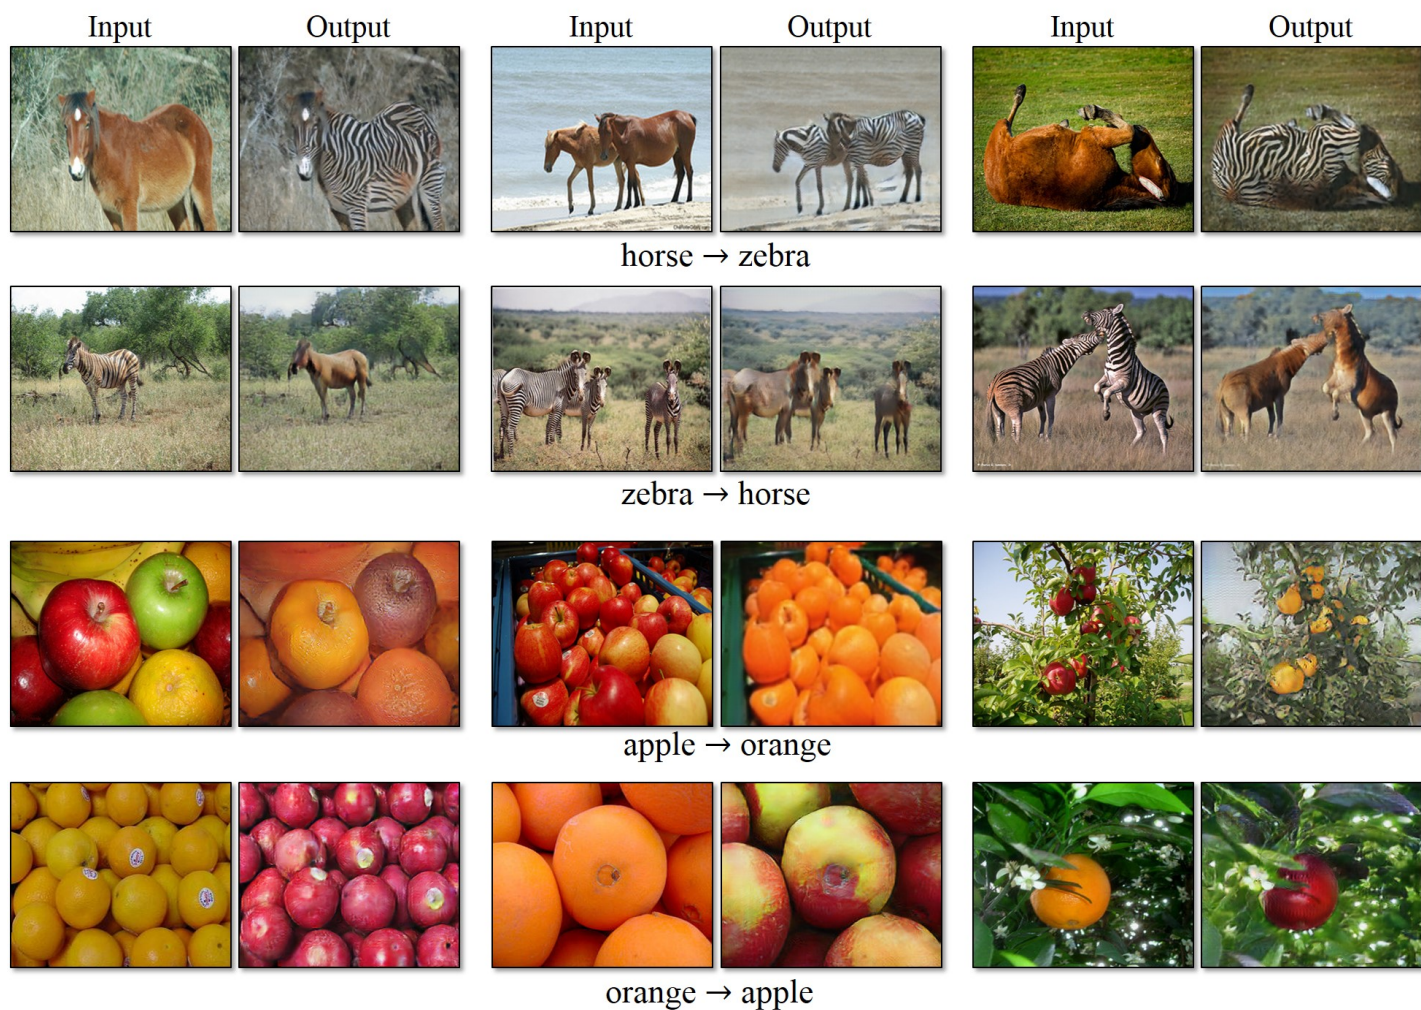 Input Output Input Output Input Output
horse → zebra
zebra → horse
apple → orange
orange → apple